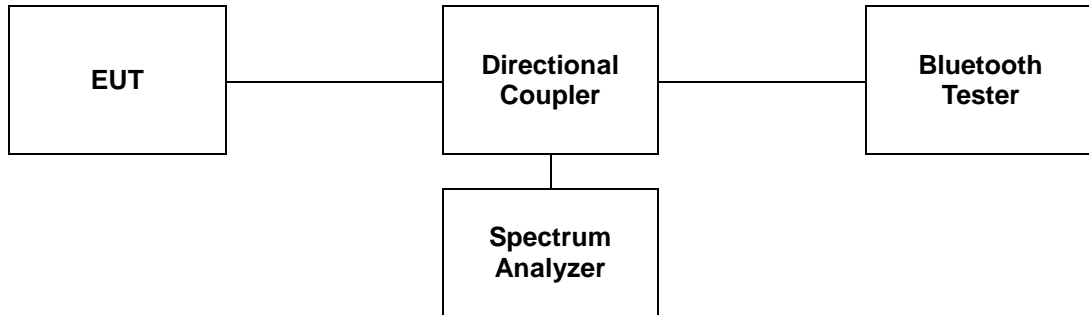 EUT
Directional
Coupler
Bluetooth
Tester
Spectrum
Analyzer